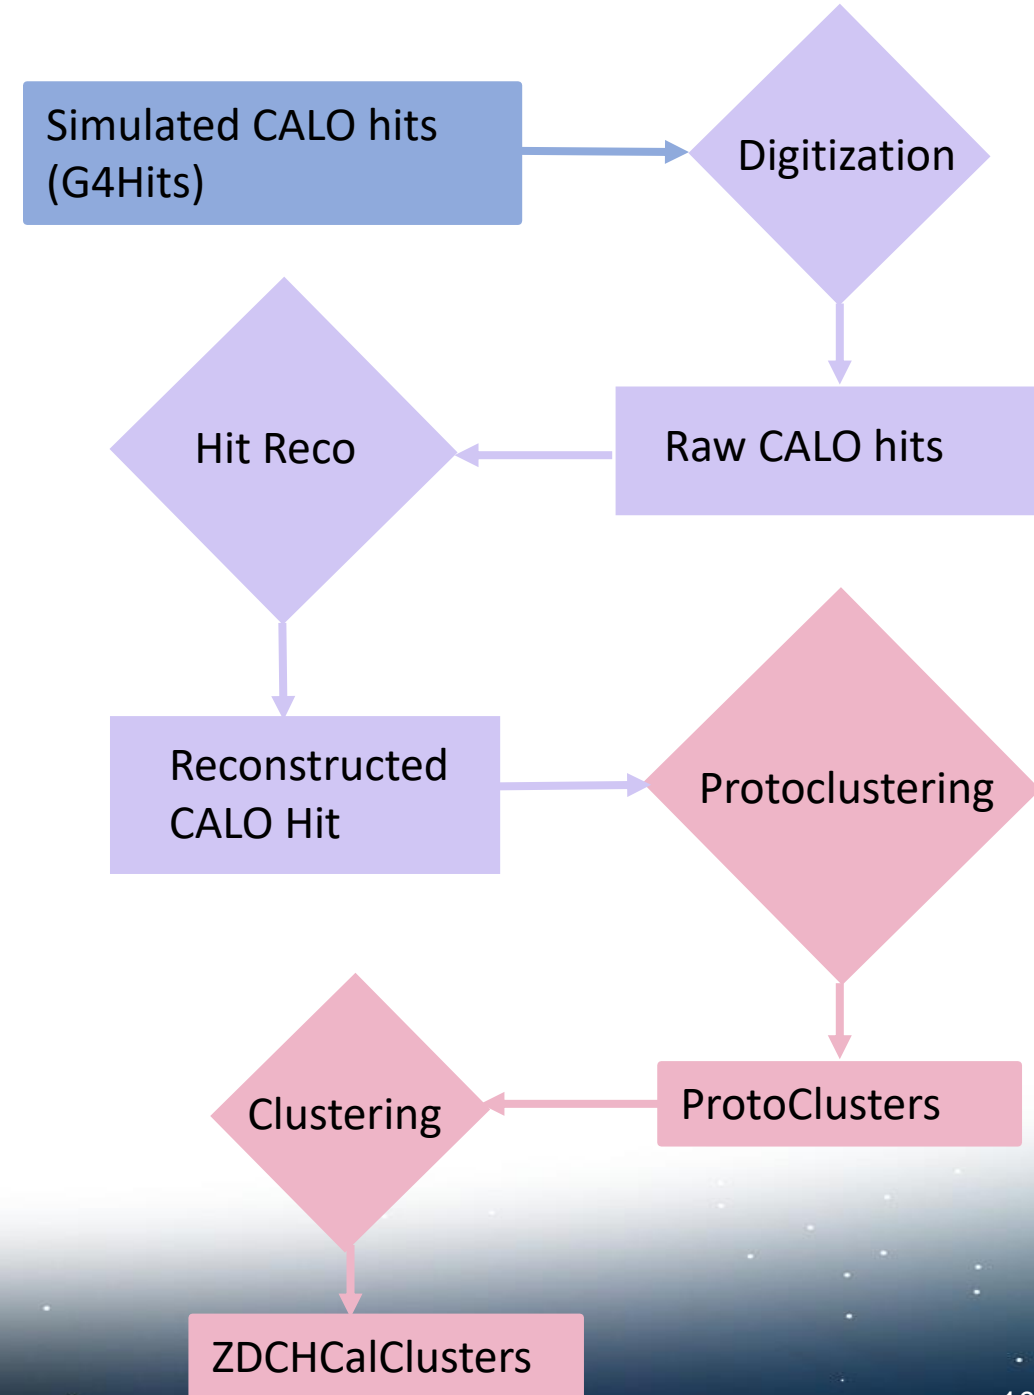 Simulated CALO hits
(G4Hits)
Digitization
Raw CALO hits
Hit Reco
Reconstructed
CALO Hit
Protoclustering
ProtoClusters
Clustering
ZDCHCalClusters